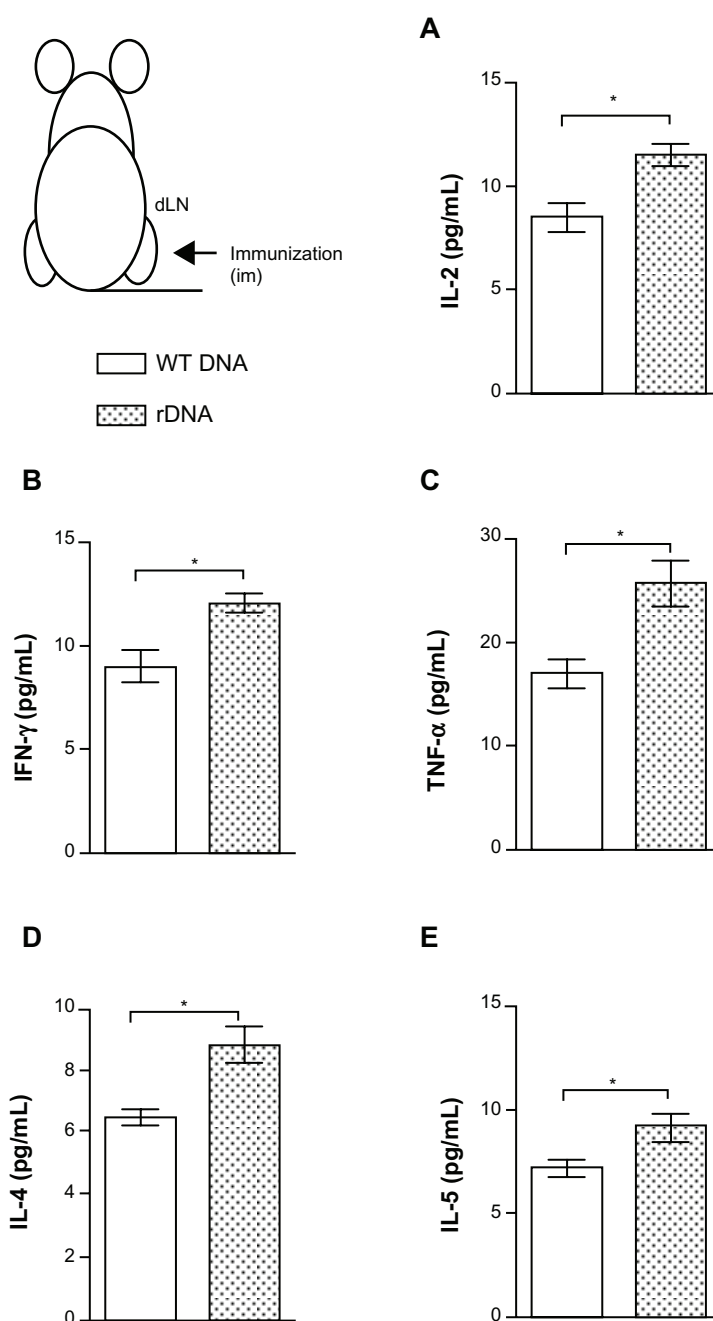 A
dLN
Immunization
(im)
WT DNA
rDNA
15
10
5
0
IL-2 (pg/mL)
*
B
15
10
5
0
IFN-γ (pg/mL)
*
C
30
20
10
0
TNF-α (pg/mL)
*
D
10
8
6
4
2
0
IL-4 (pg/mL)
*
E
15
10
5
0
IL-5 (pg/mL)
*